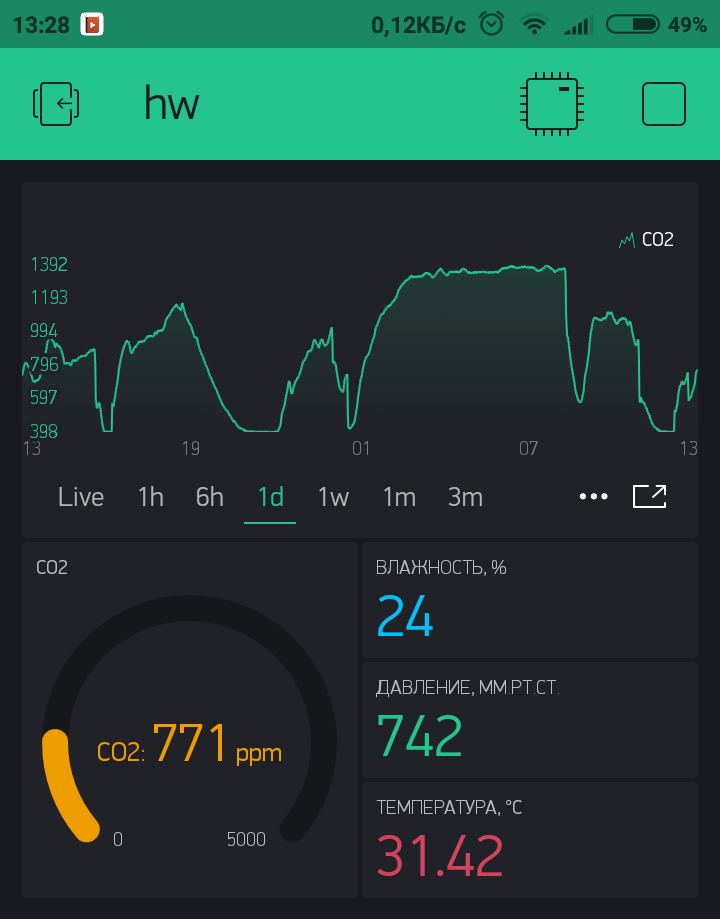 13:28 0,12КБ/с 49%
hw
CO2
1392
1193
994
796
597
398
13 19 01 07 13
Live 1h 6h 1d 1w 1m 3m
CO2
CO2: 771 ppm
0 5000
ВЛАЖНОСТЬ, %
24
ДАВЛЕНИЕ, ММ.РТ.СТ.
742
ТЕМПЕРАТУРА, °C
31.42